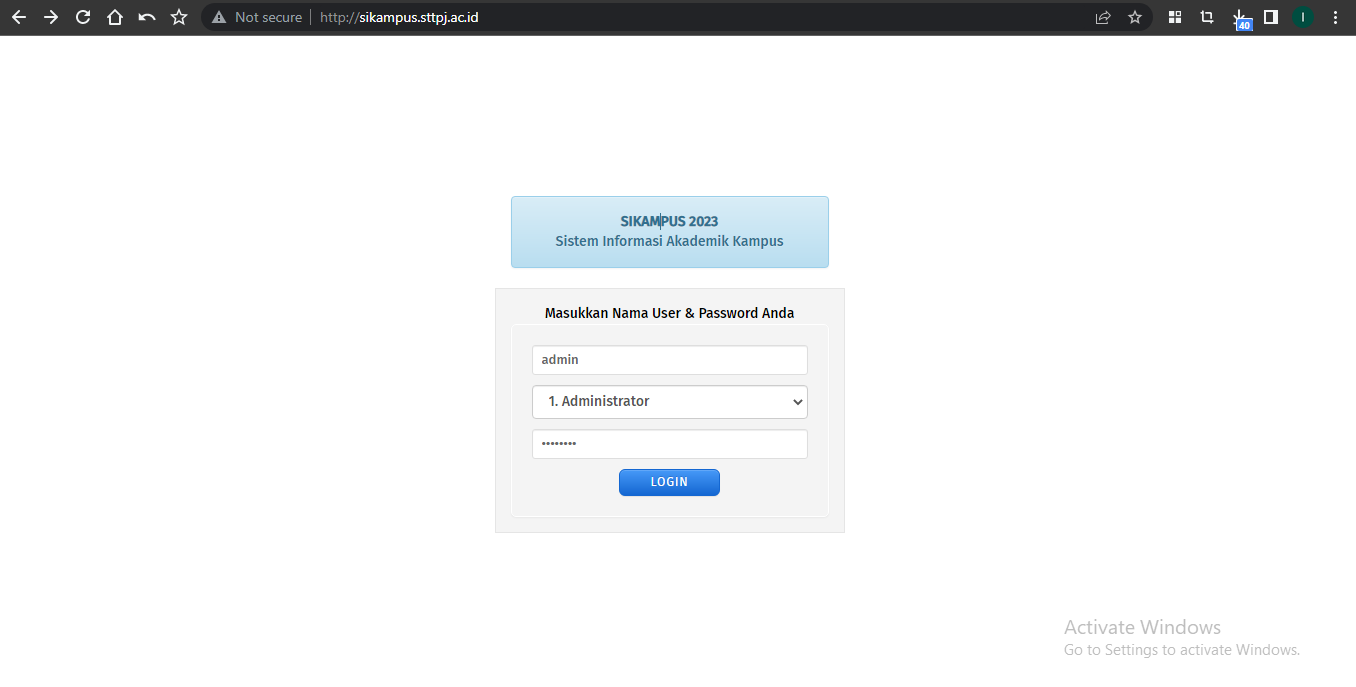 Not secure
http://sikampus.sttpj.ac.id
40
I
SIKAMPUS 2023
Sistem Informasi Akademik Kampus
Masukkan Nama User & Password Anda
admin
1. Administrator
••••••••
LOGIN
Activate Windows
Go to Settings to activate Windows.